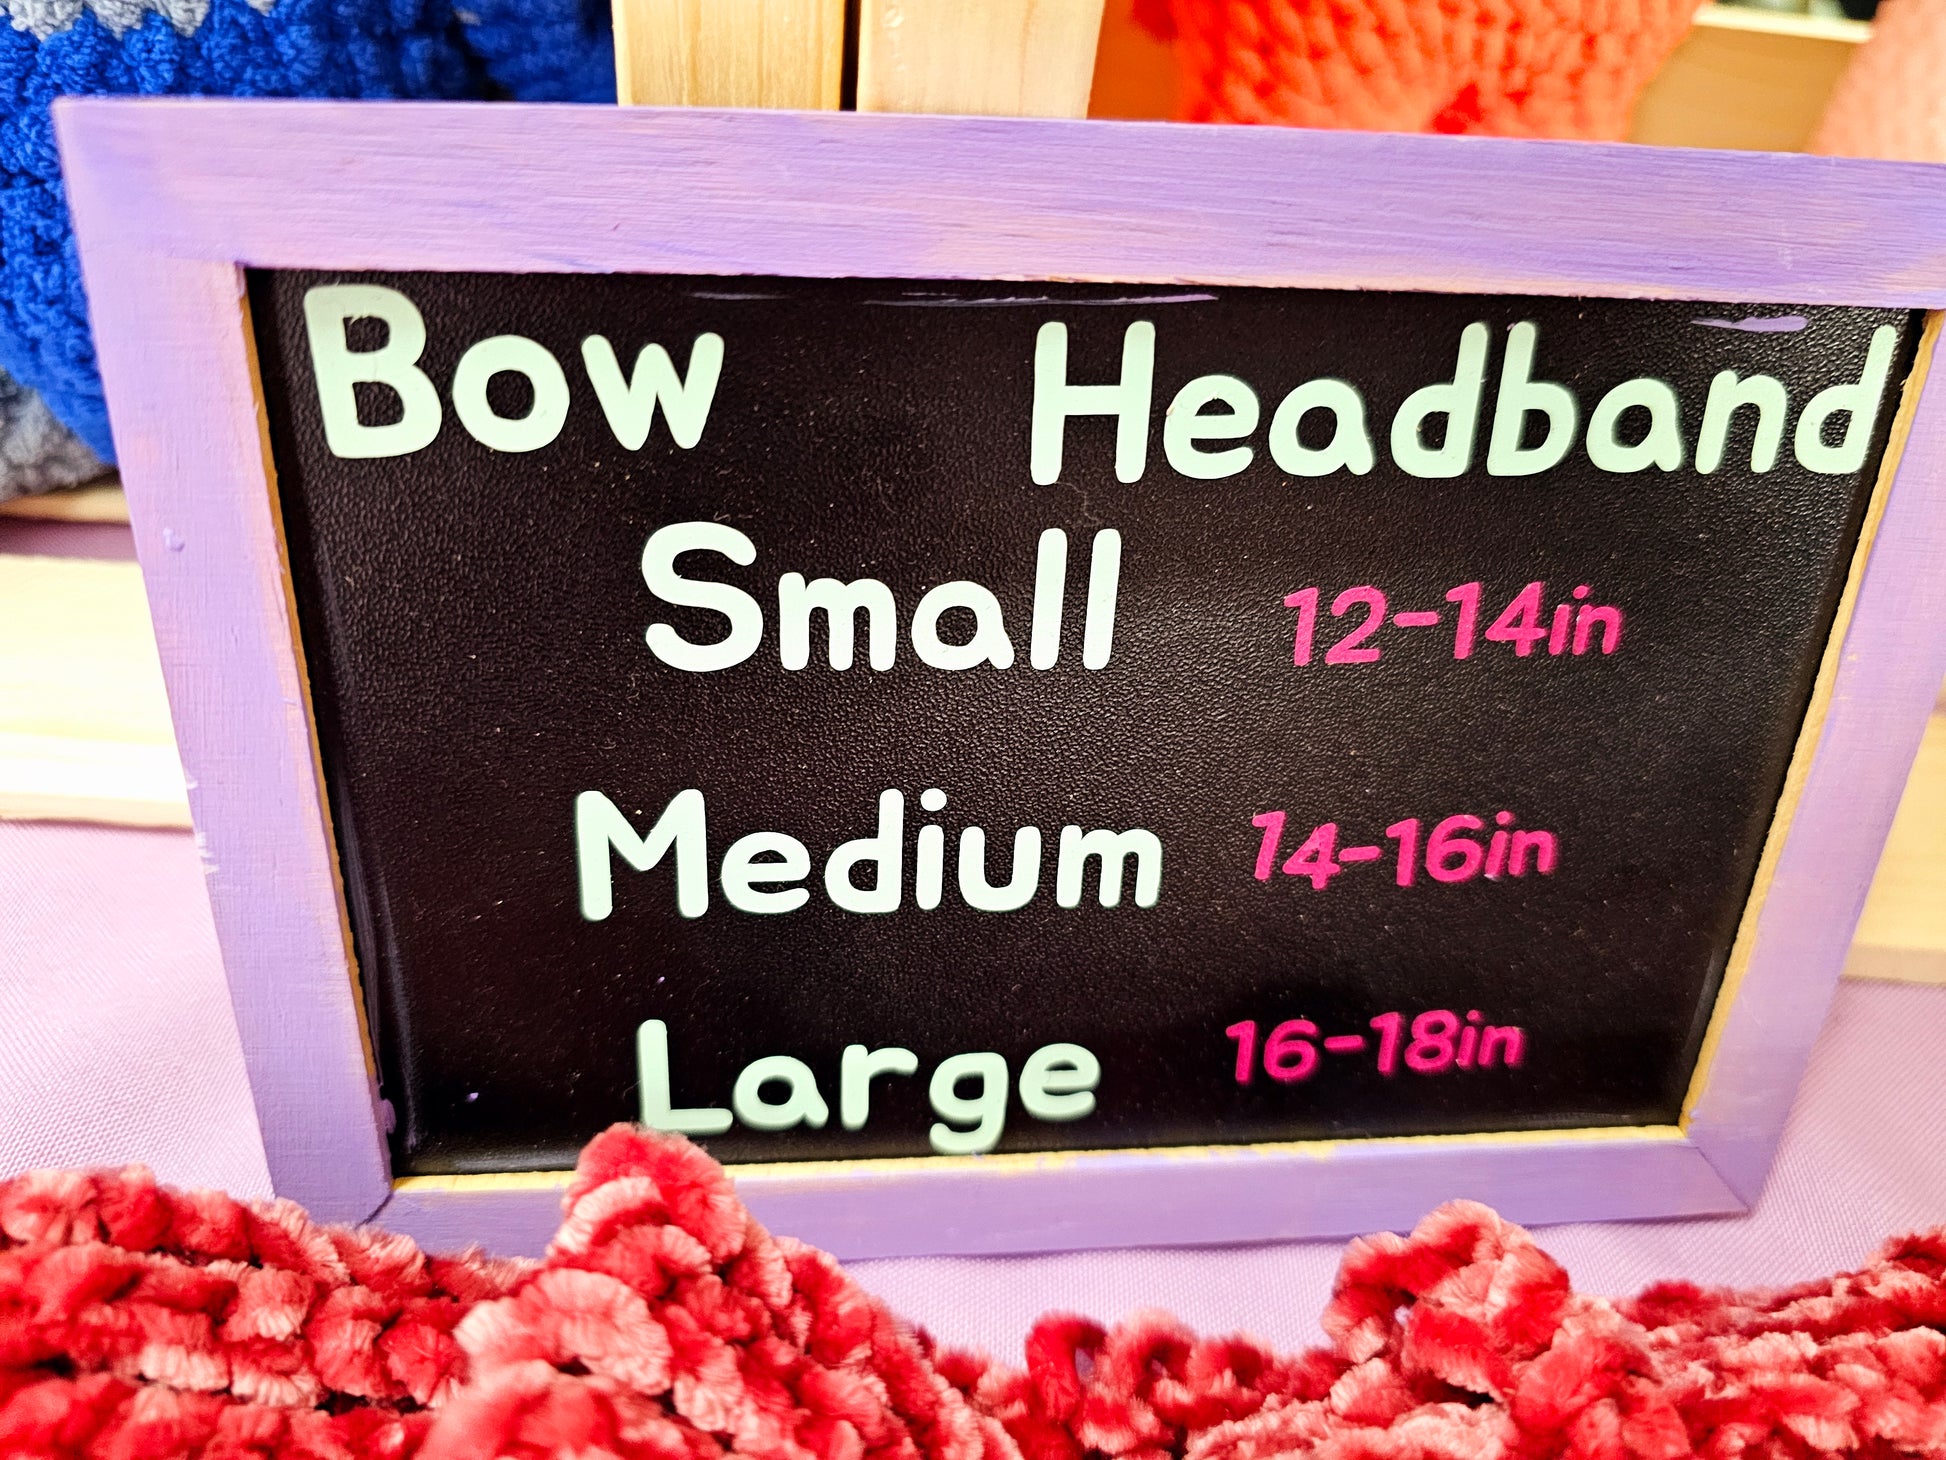 Bow Headband
Small 12-14in
Medium 14-16in
Large 16-18in